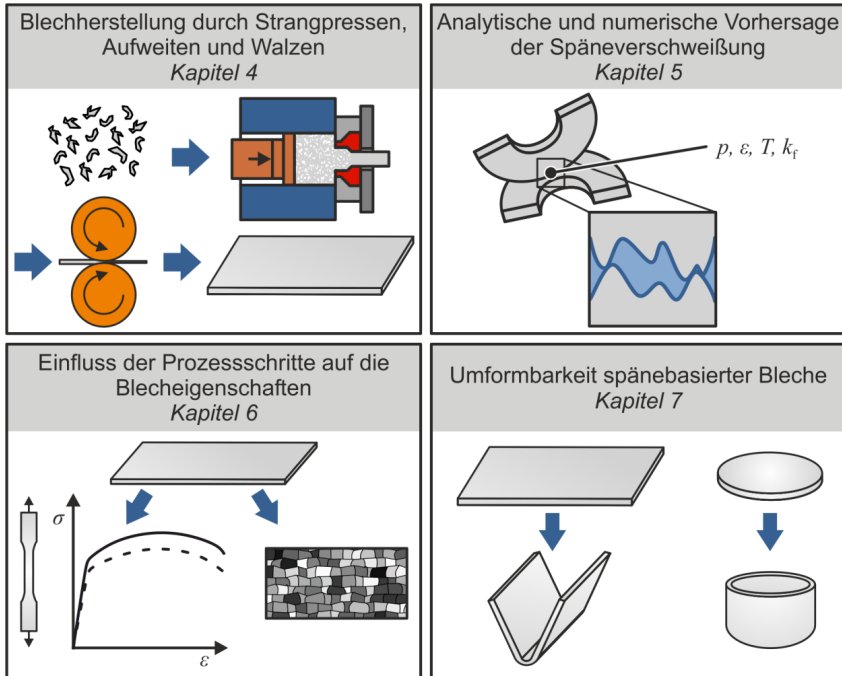 Blechherstellung durch Strangpressen,
Aufweiten und Walzen
Kapitel 4
Analytische und numerische Vorhersage
der Späneverschweißung
Kapitel 5
p, ε, T, kf
Einfluss der Prozessschritte auf die
Blecheigenschaften
Kapitel 6
σ
ε
Umformbarkeit spänebasierter Bleche
Kapitel 7